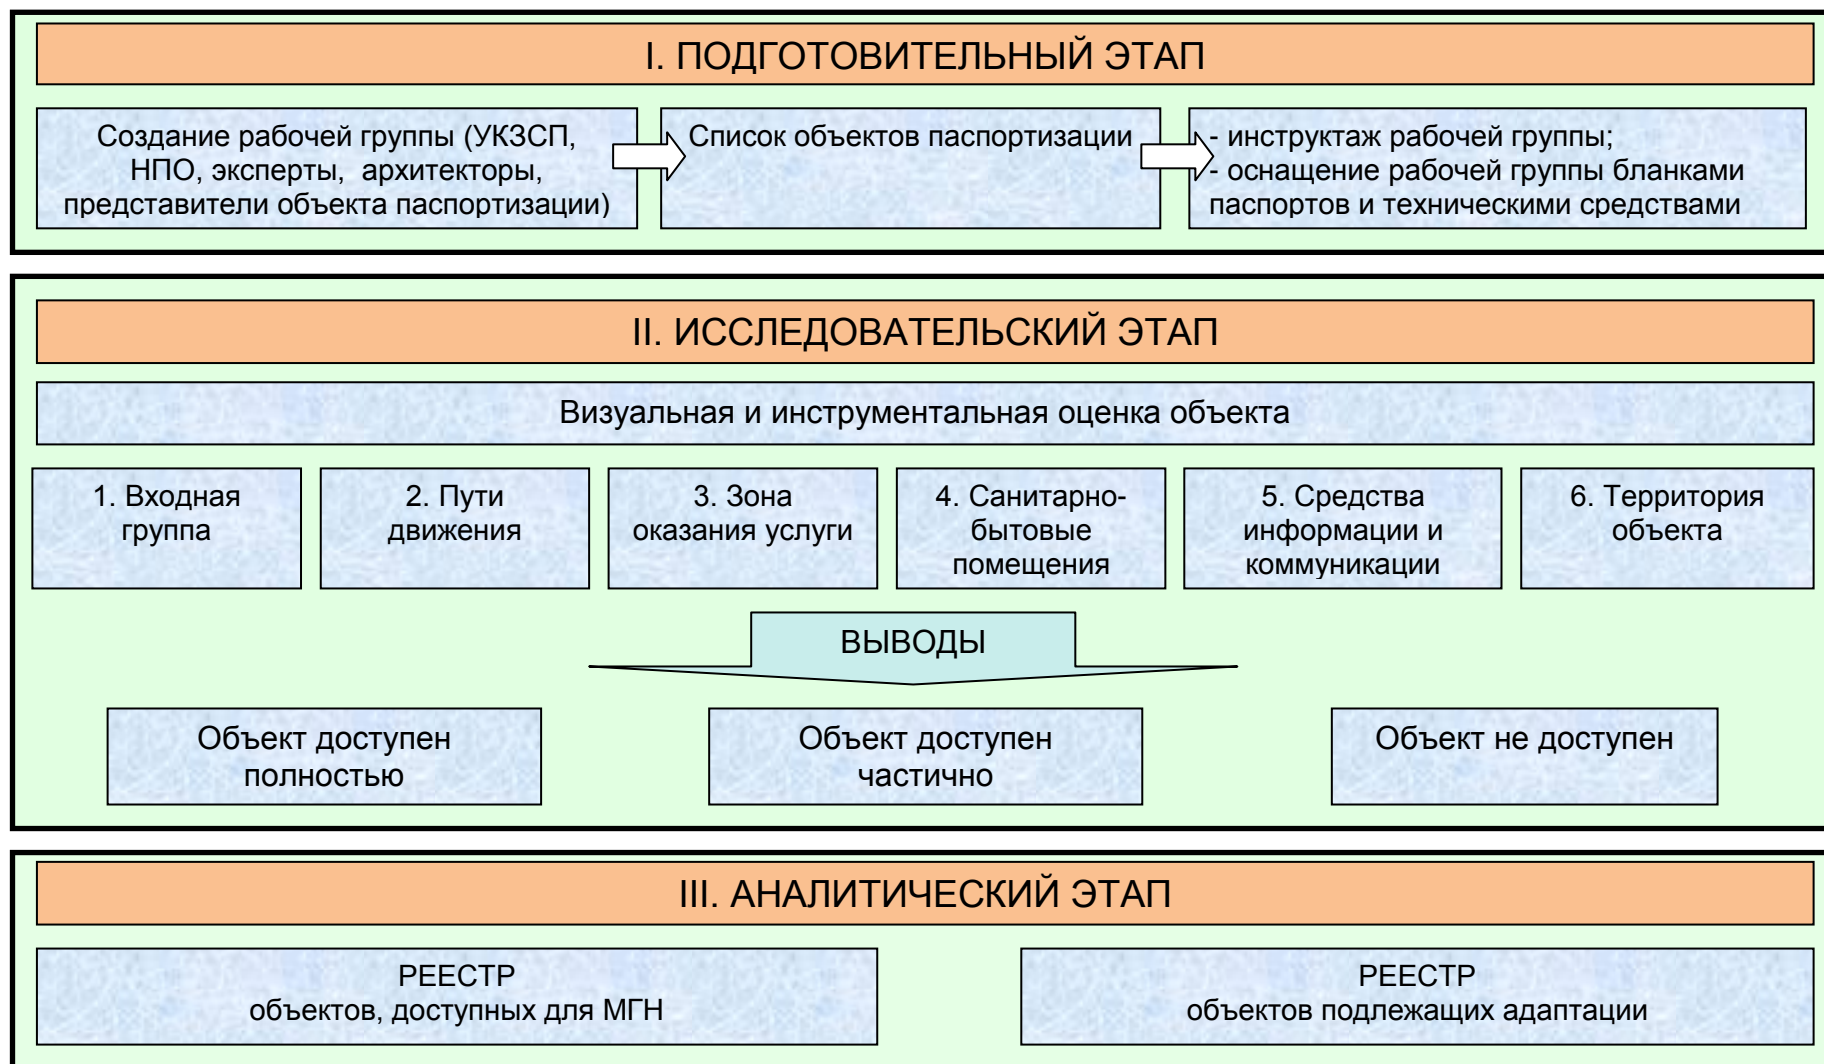 I. ПОДГОТОВИТЕЛЬНЫЙ ЭТАП
Создание рабочей группы (УКЗСП,
НПО, эксперты, архитекторы,
представители объекта паспортизации)
Список объектов паспортизации
- инструктаж рабочей группы;
- оснащение рабочей группы бланками
паспортов и техническими средствами
II. ИССЛЕДОВАТЕЛЬСКИЙ ЭТАП
Визуальная и инструментальная оценка объекта
1. Входная
группа
2. Пути
движения
3. Зона
оказания услуги
4. Санитарно-
бытовые
помещения
5. Средства
информации и
коммуникации
6. Территория
объекта
ВЫВОДЫ
Объект доступен
полностью
Объект доступен
частично
Объект не доступен
III. АНАЛИТИЧЕСКИЙ ЭТАП
РЕЕСТР
объектов, доступных для МГН
РЕЕСТР
объектов подлежащих адаптации